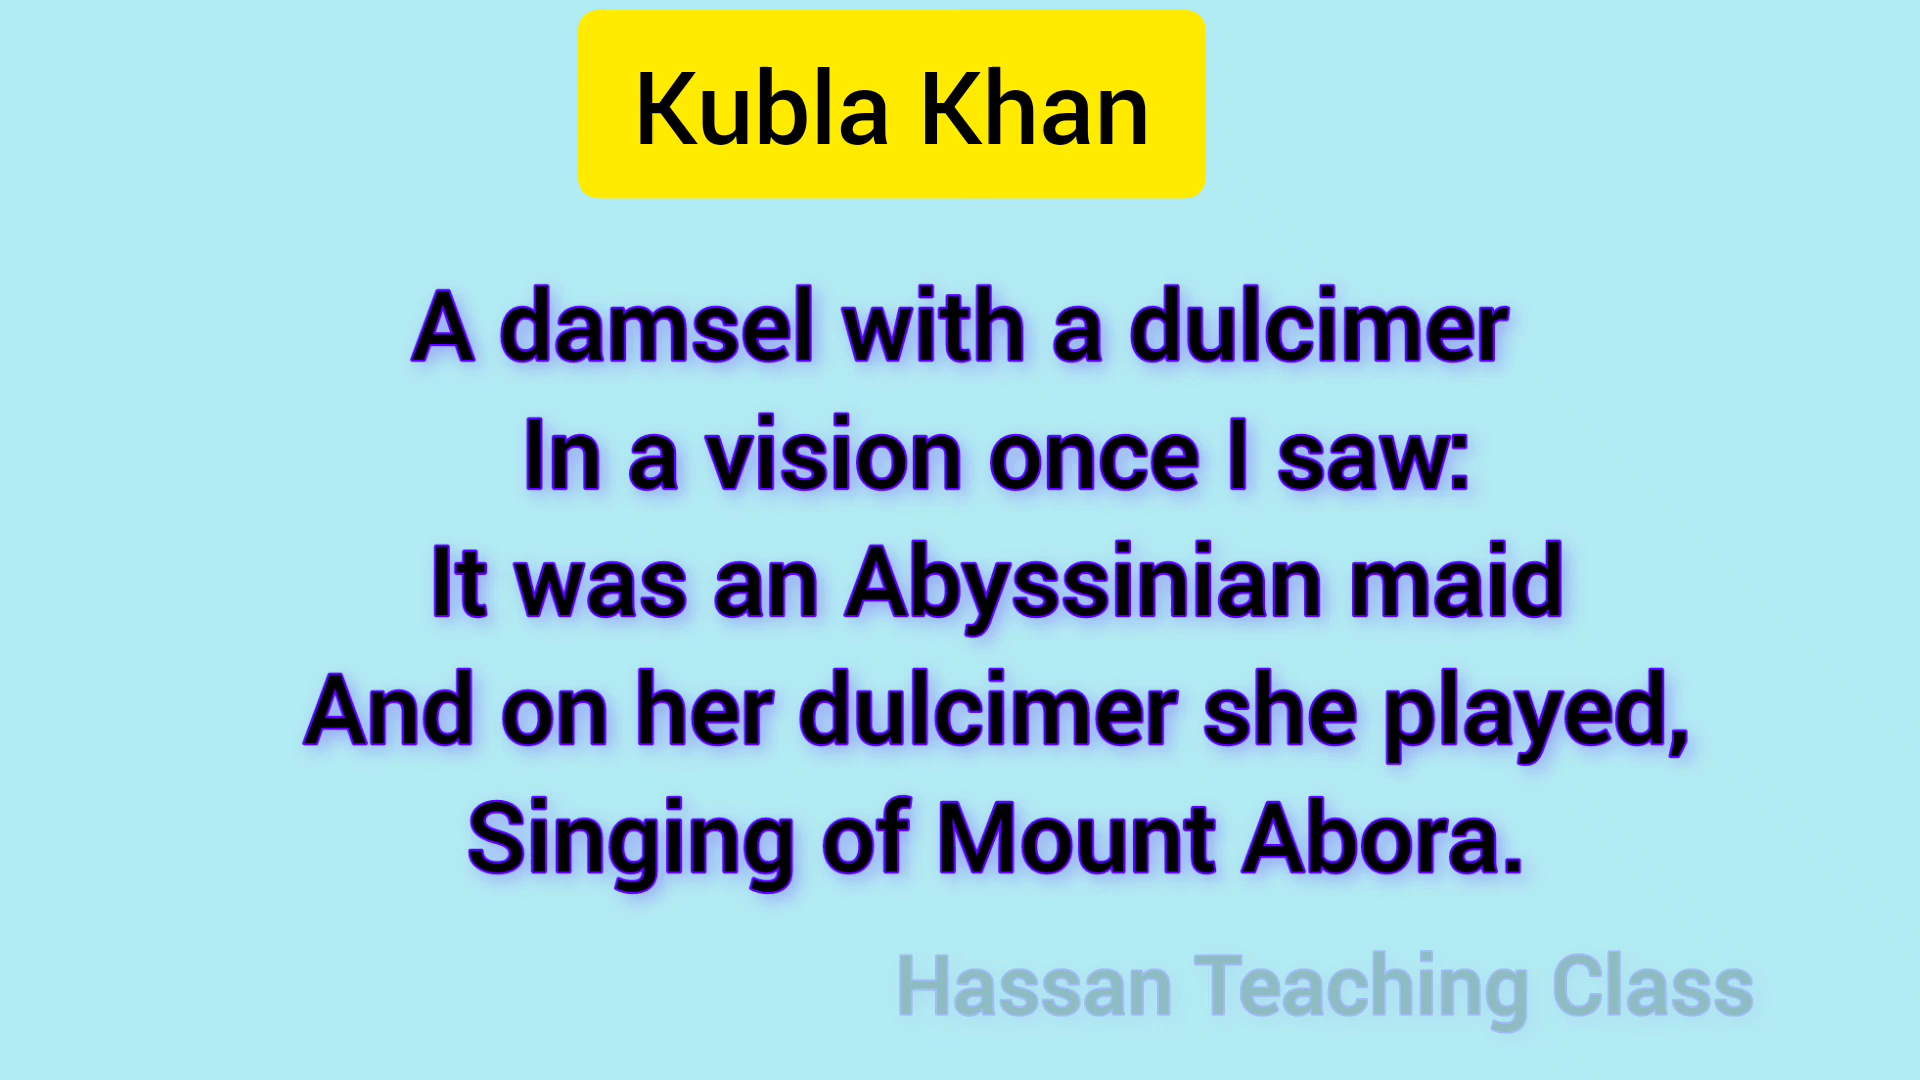 Kubla Khan
A damsel with a dulcimer
In a vision once I saw:
It was an Abyssinian maid
And on her dulcimer she played,
Singing of Mount Abora.
Hassan Teaching Class